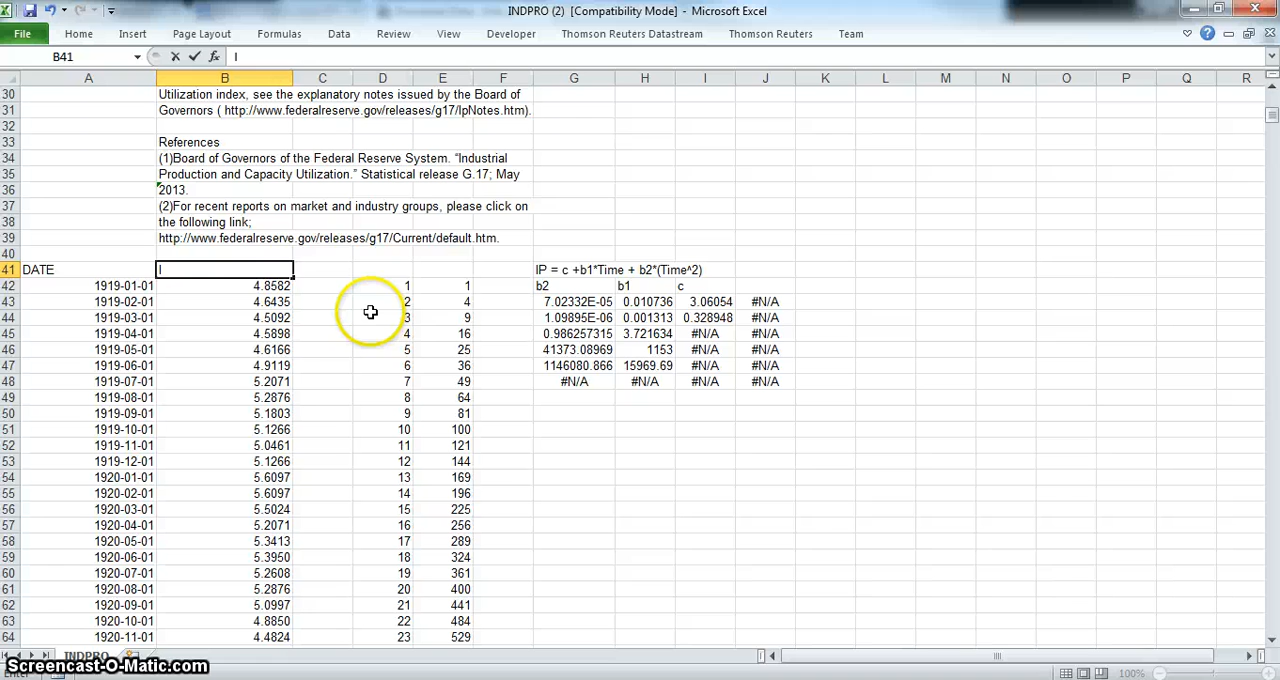 INDPRO (2) [Compatibility Mode] - Microsoft Excel
File Home Insert Page Layout Formulas Data Review View Developer Thomson Reuters Datastream Thomson Reuters Team
B41 fx I
A B C D E F G H I J K L M N O P Q R
30 Utilization index, see the explanatory notes issued by the Board of
31 Governors ( http://www.federalreserve.gov/releases/g17/IpNotes.htm).
32
33 References
34 (1)Board of Governors of the Federal Reserve System. “Industrial
35 Production and Capacity Utilization.” Statistical release G.17; May
36 2013.
37 (2)For recent reports on market and industry groups, please click on
38 the following link;
39 http://www.federalreserve.gov/releases/g17/Current/default.htm.
40
41 DATE I IP = c +b1*Time + b2*(Time^2)
42 1919-01-01 4.8582 1 1 b2 b1 c
43 1919-02-01 4.6435 2 4 7.02332E-05 0.010736 3.06054 #N/A
44 1919-03-01 4.5092 3 9 1.09895E-06 0.001313 0.328948 #N/A
45 1919-04-01 4.5898 4 16 0.986257315 3.721634 #N/A #N/A
46 1919-05-01 4.6166 5 25 41373.08969 1153 #N/A #N/A
47 1919-06-01 4.9119 6 36 1146080.866 15969.69 #N/A #N/A
48 1919-07-01 5.2071 7 49 #N/A #N/A #N/A #N/A
49 1919-08-01 5.2876 8 64
50 1919-09-01 5.1803 9 81
51 1919-10-01 5.1266 10 100
52 1919-11-01 5.0461 11 121
53 1919-12-01 5.1266 12 144
54 1920-01-01 5.6097 13 169
55 1920-02-01 5.6097 14 196
56 1920-03-01 5.5024 15 225
57 1920-04-01 5.2071 16 256
58 1920-05-01 5.3413 17 289
59 1920-06-01 5.3950 18 324
60 1920-07-01 5.2608 19 361
61 1920-08-01 5.2876 20 400
62 1920-09-01 5.0997 21 441
63 1920-10-01 4.8850 22 484
64 1920-11-01 4.4824 23 529
INDPRO
Screencast-O-Matic.com
100%